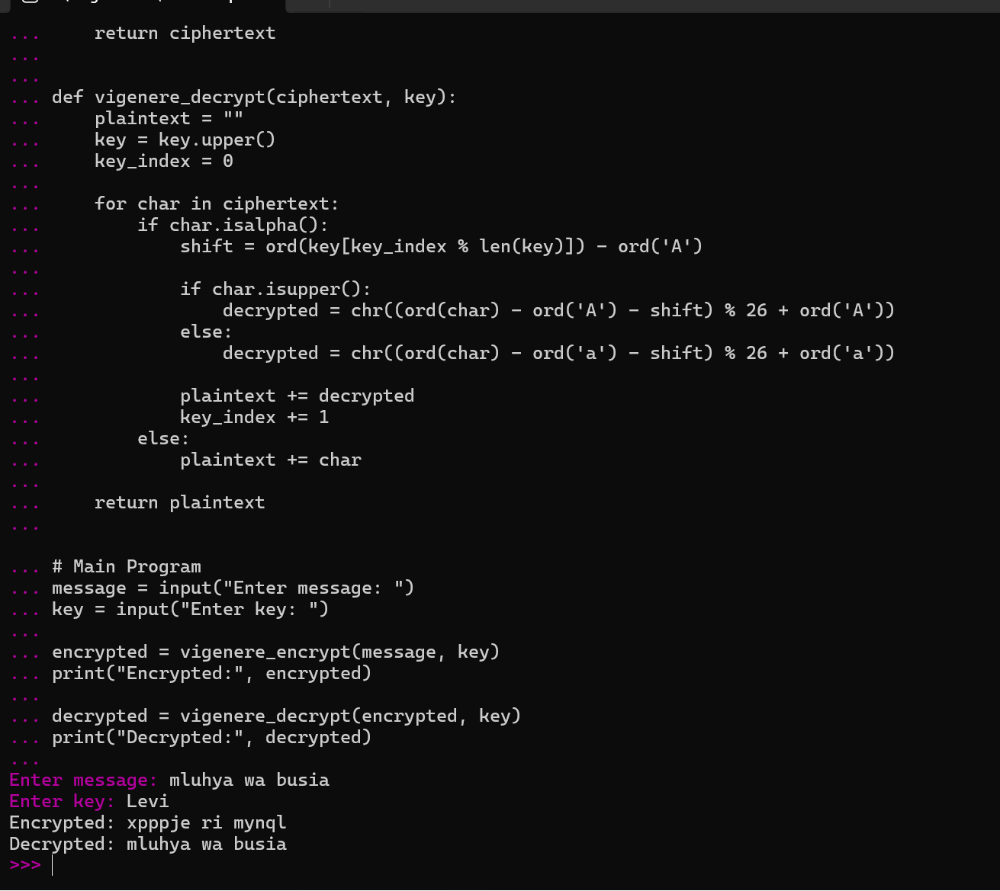 ...     return ciphertext
...
...
... def vigenere_decrypt(ciphertext, key):
...     plaintext = ""
...     key = key.upper()
...     key_index = 0
...
...     for char in ciphertext:
...         if char.isalpha():
...             shift = ord(key[key_index % len(key)]) - ord('A')
...
...             if char.isupper():
...                 decrypted = chr((ord(char) - ord('A') - shift) % 26 + ord('A'))
...             else:
...                 decrypted = chr((ord(char) - ord('a') - shift) % 26 + ord('a'))
...
...             plaintext += decrypted
...             key_index += 1
...         else:
...             plaintext += char
...
...     return plaintext
...
... # Main Program
... message = input("Enter message: ")
... key = input("Enter key: ")
...
... encrypted = vigenere_encrypt(message, key)
... print("Encrypted:", encrypted)
...
... decrypted = vigenere_decrypt(encrypted, key)
... print("Decrypted:", decrypted)
...
Enter message: mluhya wa busia
Enter key: Levi
Encrypted: xpppje ri mynql
Decrypted: mluhya wa busia
>>>